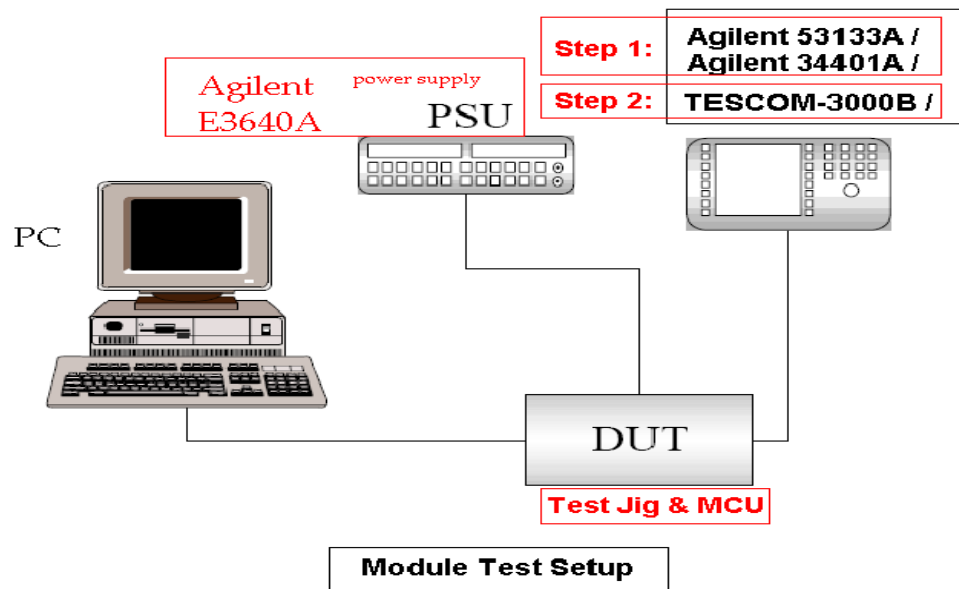 Step 1: Agilent 53133A /
Agilent 34401A /
Step 2: TESCOM-3000B /
Agilent power supply
E3640A PSU
PC
DUT
Test Jig & MCU
Module Test Setup